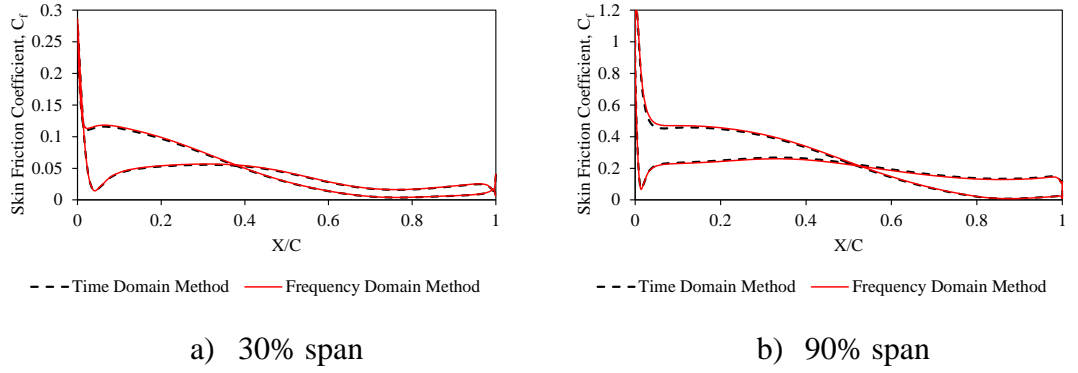 Skin Friction Coefficient, Cf
0.3
0.25
0.2
0.15
0.1
0.05
0
0 0.2 0.4 0.6 0.8 1
X/C
Time Domain Method Frequency Domain Method
a) 30% span
Skin Friction Coefficient, Cf
1.2
1
0.8
0.6
0.4
0.2
0
0 0.2 0.4 0.6 0.8 1
X/C
Time Domain Method Frequency Domain Method
b) 90% span